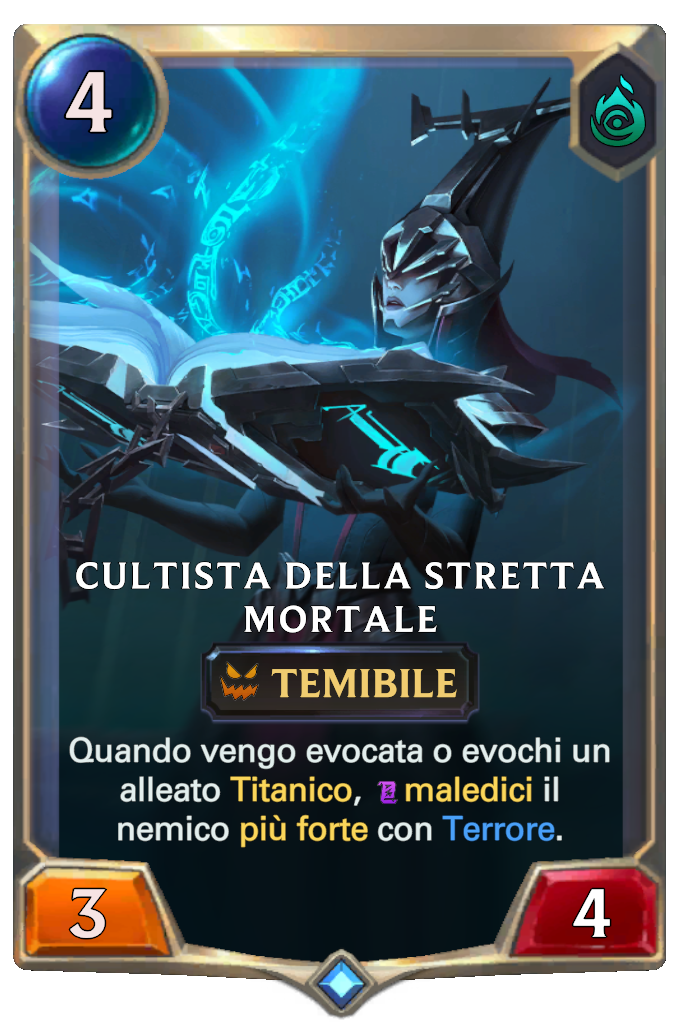 4
CULTISTA DELLA STRETTA
MORTALE
TEMIBILE
Quando vengo evocata o evochi un
alleato Titanico, maledici il
nemico più forte con Terrore.
3
4